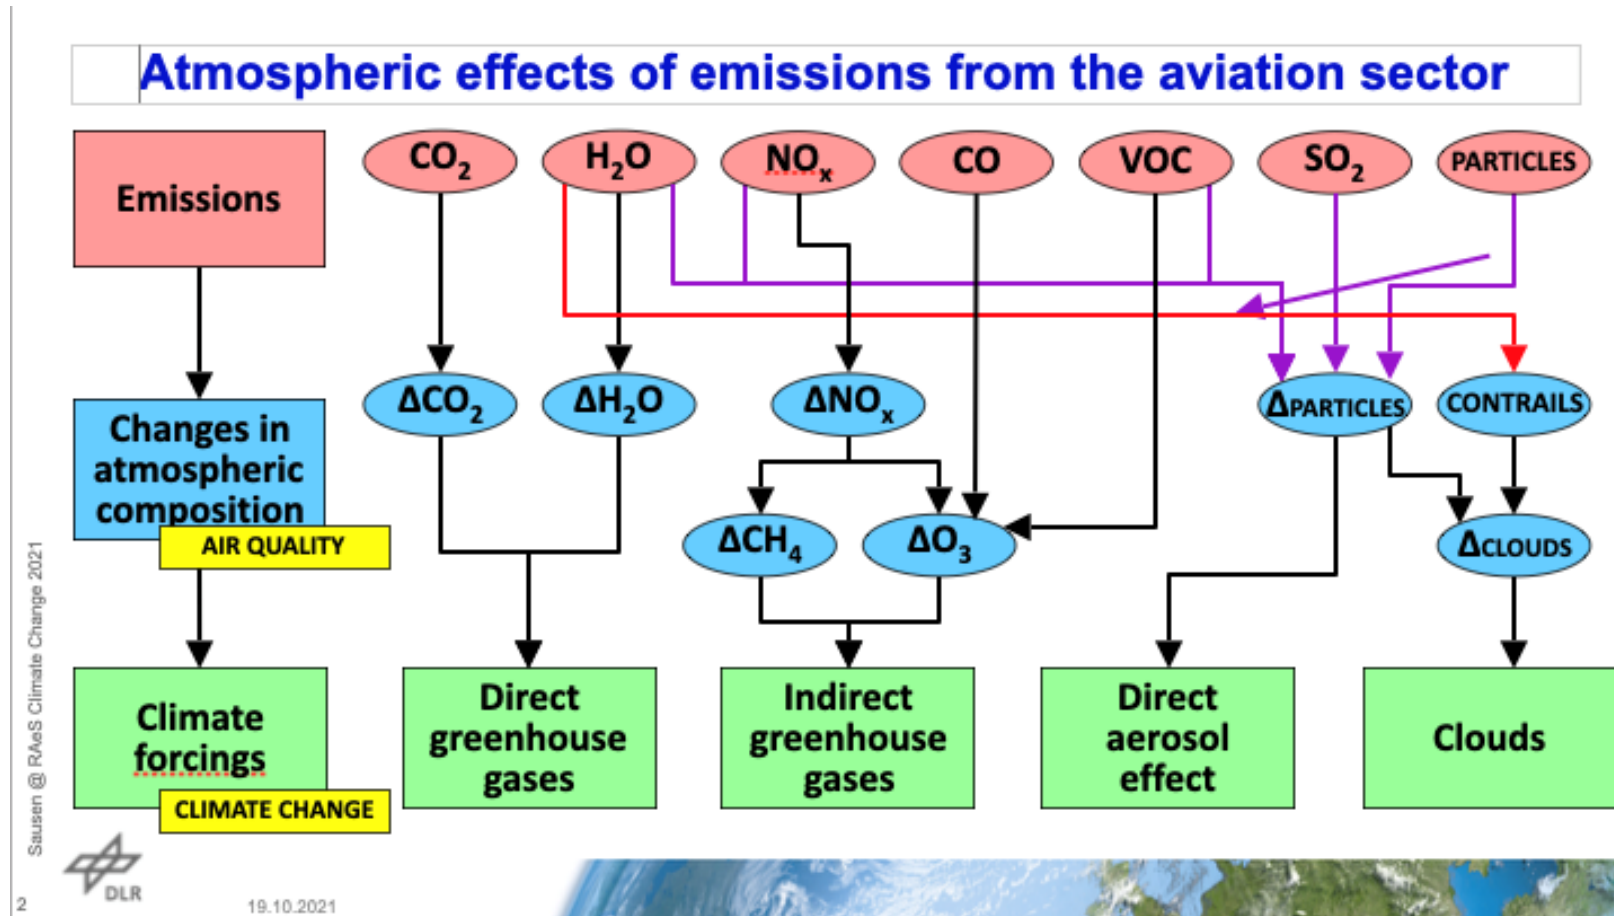 Atmospheric effects of emissions from the aviation sector
Emissions
CO₂
H₂O
NOₓ
CO
VOC
SO₂
PARTICLES
Changes in
atmospheric
composition
AIR QUALITY
ΔCO₂
ΔH₂O
ΔNOₓ
ΔPARTICLES
CONTRAILS
ΔCH₄
ΔO₃
ΔCLOUDS
Climate
forcings
CLIMATE CHANGE
Direct
greenhouse
gases
Indirect
greenhouse
gases
Direct
aerosol
effect
Clouds
Sausen @ RAeS Climate Change 2021
DLR
2
19.10.2021